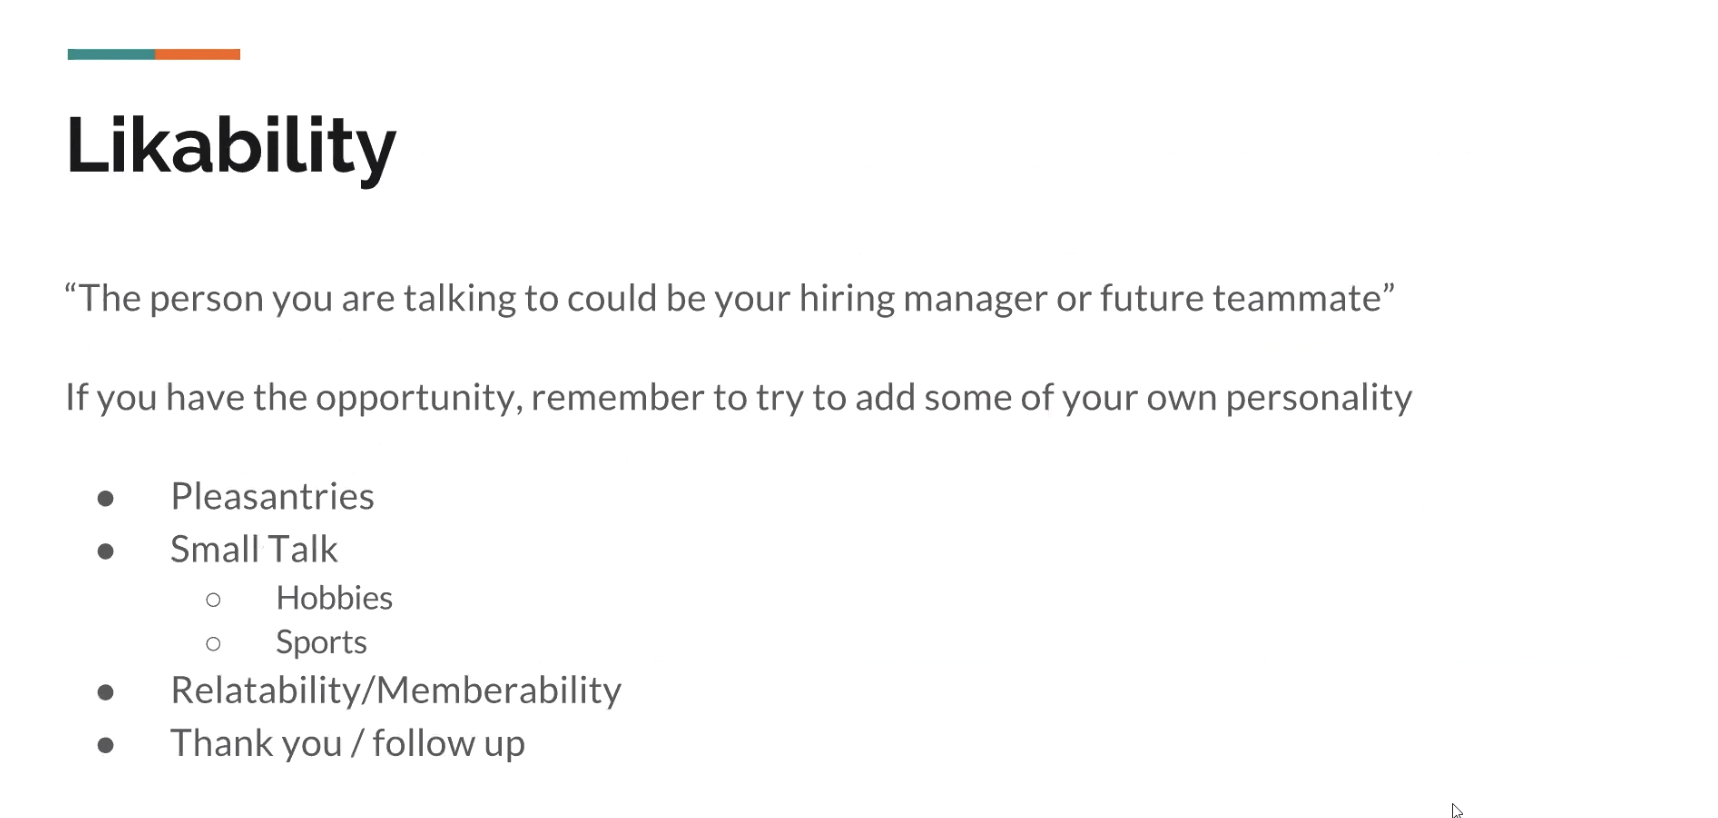 Likability
“The person you are talking to could be your hiring manager or future teammate”
If you have the opportunity, remember to try to add some of your own personality
● Pleasantries
● Small Talk
○ Hobbies
○ Sports
● Relatability/Memberability
● Thank you / follow up